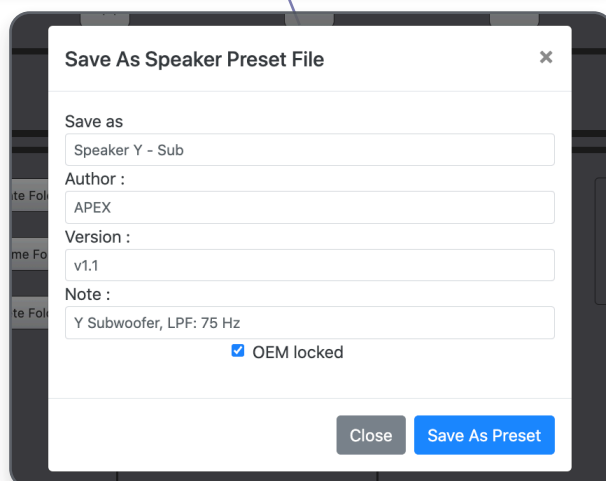 Save As Speaker Preset File
×
Save as
Speaker Y - Sub
Author :
APEX
Version :
v1.1
Note :
Y Subwoofer, LPF: 75 Hz
OEM locked
Close
Save As Preset